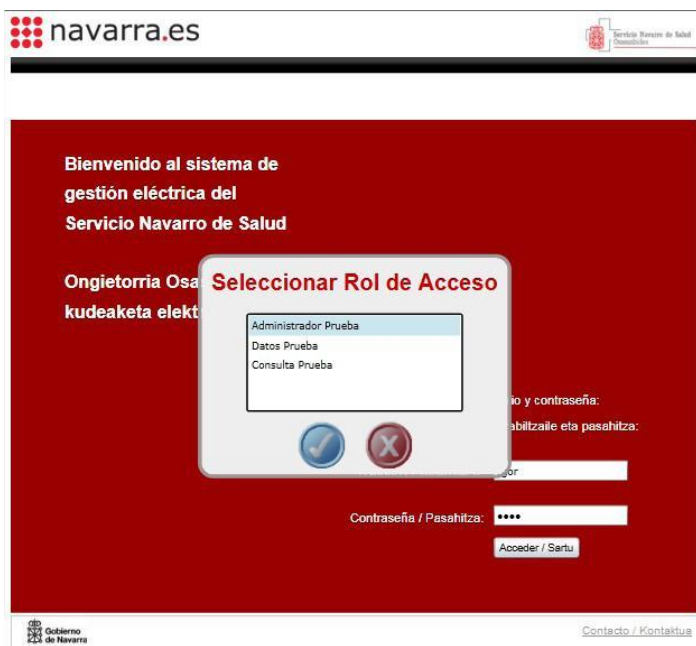 navarra.es
Servicio Navarro de Salud
Osasunbidea
Bienvenido al sistema de
gestión eléctrica del
Servicio Navarro de Salud
Ongietorria Osa
kudeaketa elekt
Seleccionar Rol de Acceso
Administrador Prueba
Datos Prueba
Consulta Prueba
io y contraseña:
abiltzaile eta pasahitza:
gor
Contraseña / Pasahitza:
Acceder / Sartu
Gobierno
de Navarra
Contacto / Kontaktua